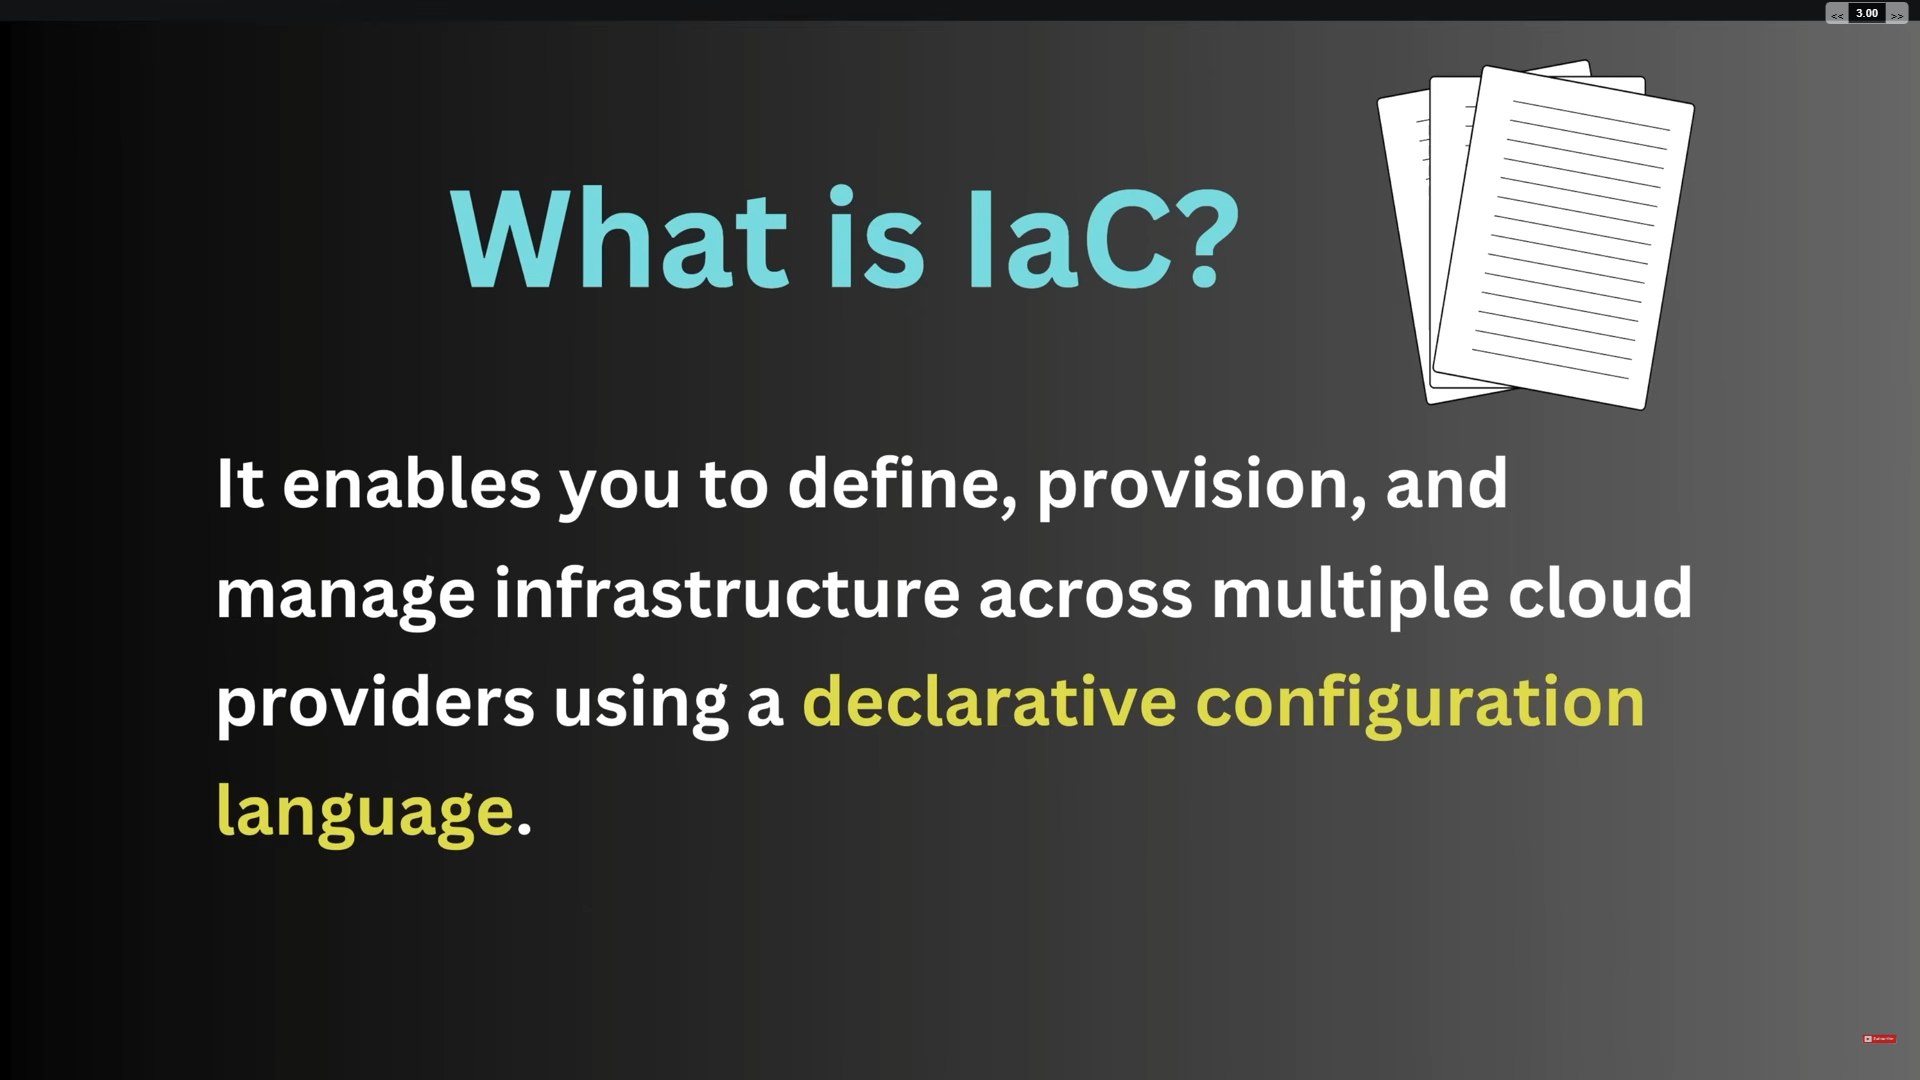 << 3.00 >>
What is IaC?
It enables you to define, provision, and
manage infrastructure across multiple cloud
providers using a declarative configuration
language.
Subscribe